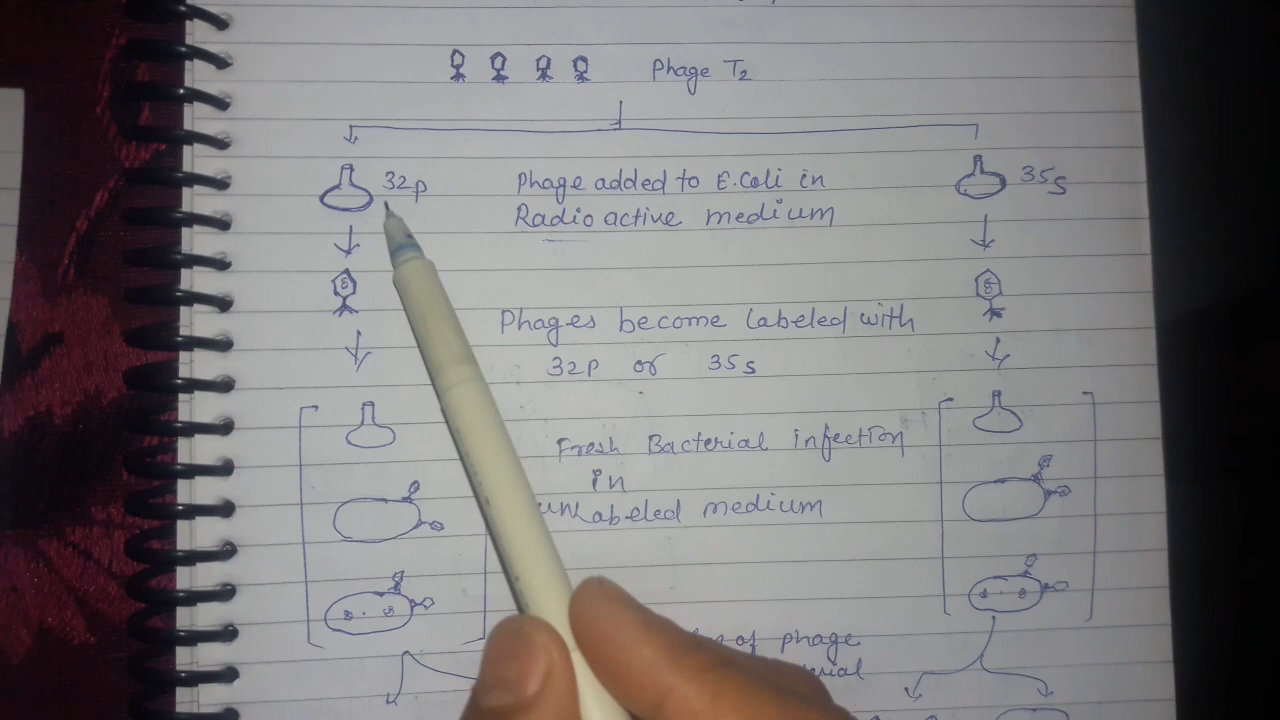 Phage T2
32P
Phage added to E.Coli in
Radio active medium
35S
Phages become labeled with
32P or 35S
Fresh Bacterial infection
in
unlabeled medium
of phage